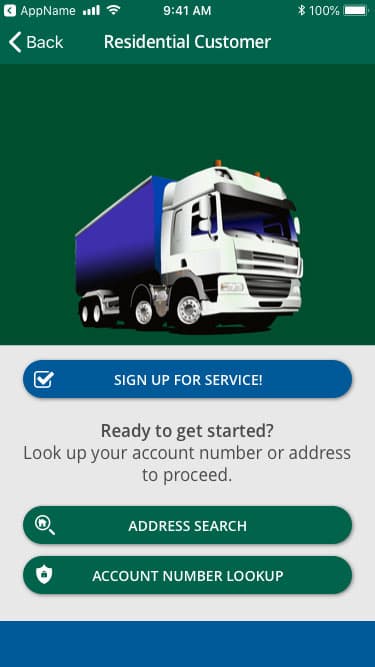 AppName 9:41 AM 100%
Back Residential Customer
SIGN UP FOR SERVICE!
Ready to get started?
Look up your account number or address
to proceed.
ADDRESS SEARCH
ACCOUNT NUMBER LOOKUP